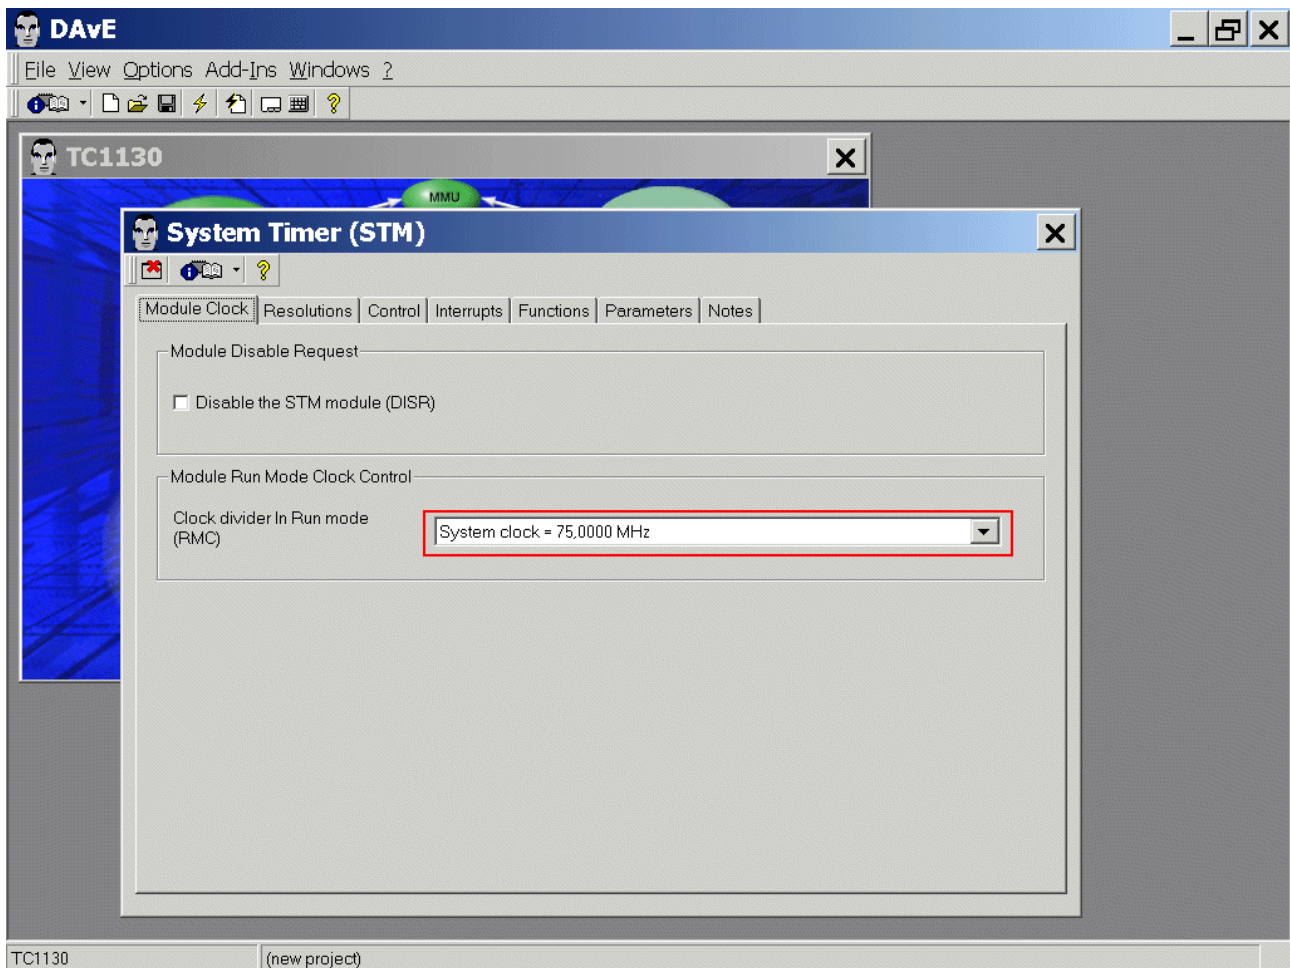 DAvE
File View Options Add-Ins Windows ?
TC1130
MMU
System Timer (STM)
Module Clock Resolutions Control Interrupts Functions Parameters Notes
Module Disable Request
Disable the STM module (DISR)
Module Run Mode Clock Control
Clock divider In Run mode
(RMC)
System clock = 75,0000 MHz
TC1130 (new project)